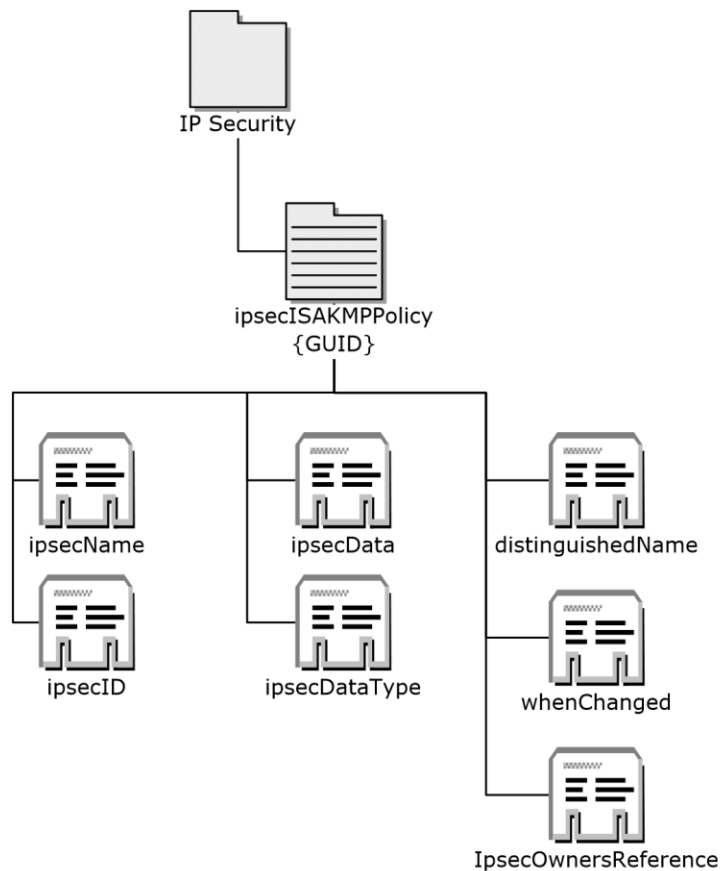 IP Security
ipsecISAKMPPolicy
{GUID}
ipsecName
ipsecData
distinguishedName
ipsecID
ipsecDataType
whenChanged
IpsecOwnersReference